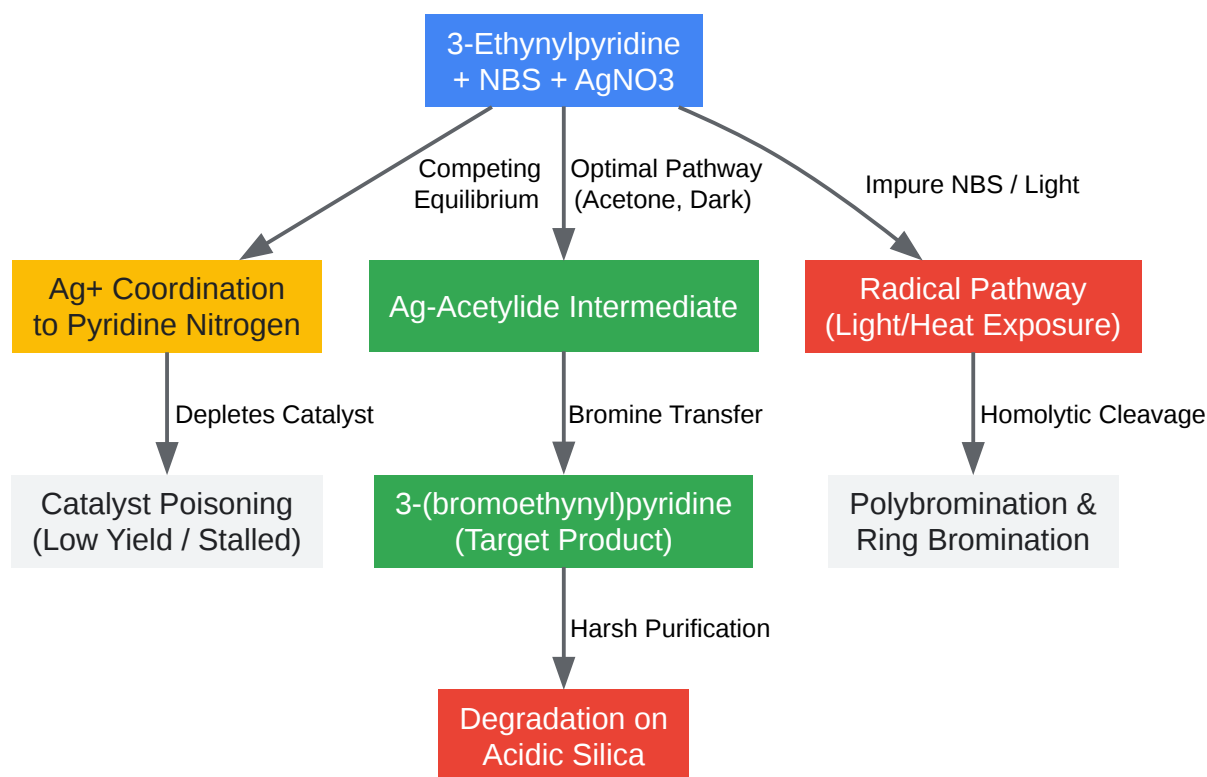 3-Ethynylpyridine
+ NBS + AgNO3
Competing
Equilibrium
Optimal Pathway
(Acetone, Dark)
Impure NBS / Light
Ag+ Coordination
to Pyridine Nitrogen
Ag-Acetylide Intermediate
Radical Pathway
(Light/Heat Exposure)
Depletes Catalyst
Bromine Transfer
Homolytic Cleavage
Catalyst Poisoning
(Low Yield / Stalled)
3-(bromoethynyl)pyridine
(Target Product)
Polybromination &
Ring Bromination
Harsh Purification
Degradation on
Acidic Silica